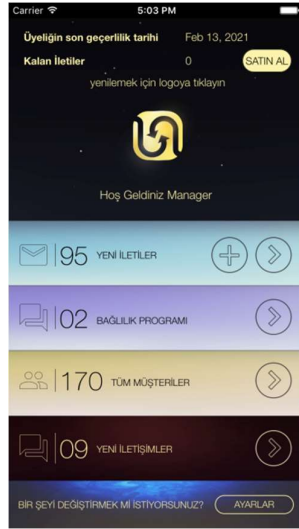 Carrier 5:03 PM
Üyeliğin son geçerlilik tarihi Feb 13, 2021
Kalan İletiler 0 SATIN AL
yenilemek için logoya tıklayın
Hoş Geldiniz Manager
95 YENİ İLETİLER
02 BAĞLILIK PROGRAMI
170 TÜM MÜŞTERİLER
09 YENİ İLETİŞİMLER
BİR ŞEYİ DEĞİŞTİRMEK Mİ İSTİYORSUNUZ? AYARLAR